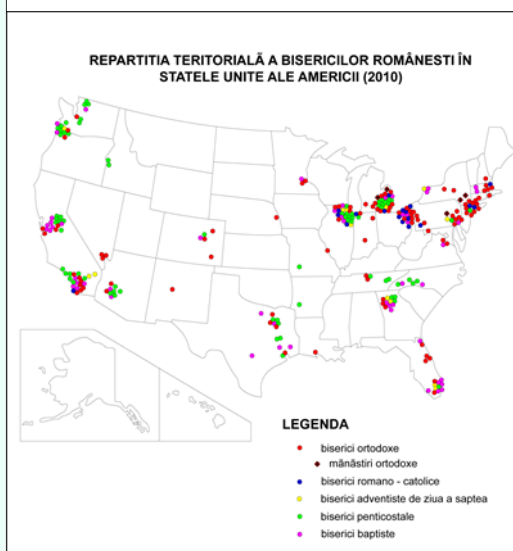 REPARTITIA TERITORIALĂ A BISERICILOR ROMÂNESTI ÎN
STATELE UNITE ALE AMERICII (2010)
LEGENDA
biserici ortodoxe
mănăstiri ortodoxe
biserici romano - catolice
biserici adventiste de ziua a saptea
biserici penticostale
biserici baptiste